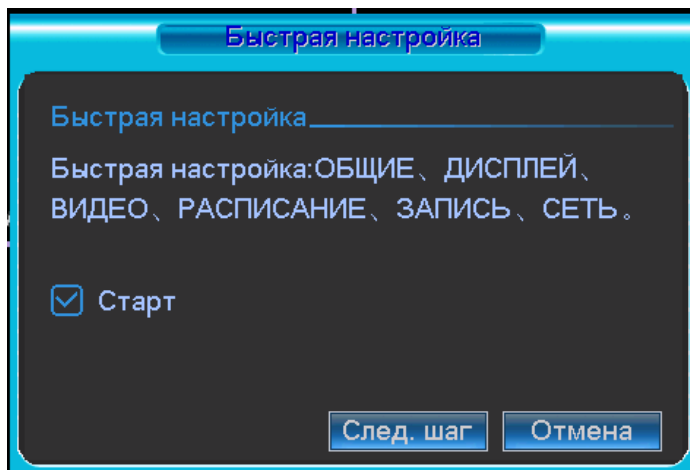 Быстрая настройка
Быстрая настройка
Быстрая настройка:ОБЩИЕ、ДИСПЛЕЙ、
ВИДЕО、РАСПИСАНИЕ、ЗАПИСЬ、СЕТЬ。
Старт
След. шаг Отмена